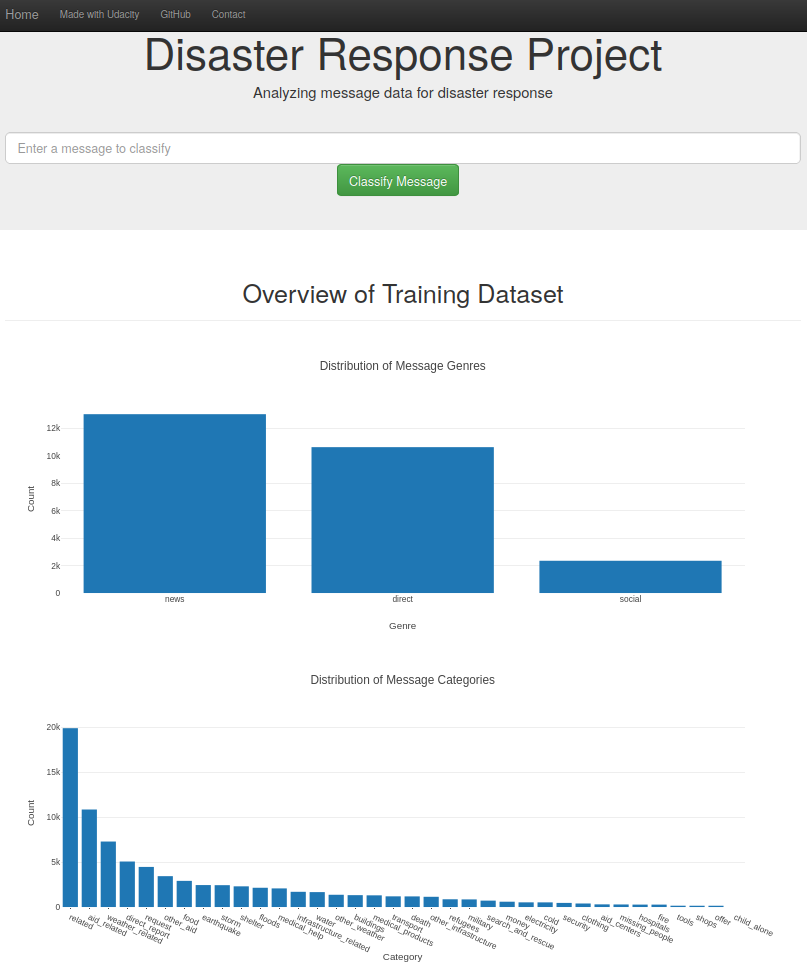 Home Made with Udacity GitHub Contact
Disaster Response Project
Analyzing message data for disaster response
Enter a message to classify
Classify Message
Overview of Training Dataset
Distribution of Message Genres
12k
10k
8k
6k
4k
2k
0
Count
news direct social
Genre
Distribution of Message Categories
20k
15k
10k
5k
0
Count
related aid_related weather_related direct_report request other_aid food earthquake storm shelter floods medical_help infrastructure_related water other_weather buildings medical_products transport death other_infrastructure refugees military search_and_rescue money electricity cold security clothing aid_centers missing_people hospitals fire tools shops offer child_alone
Category